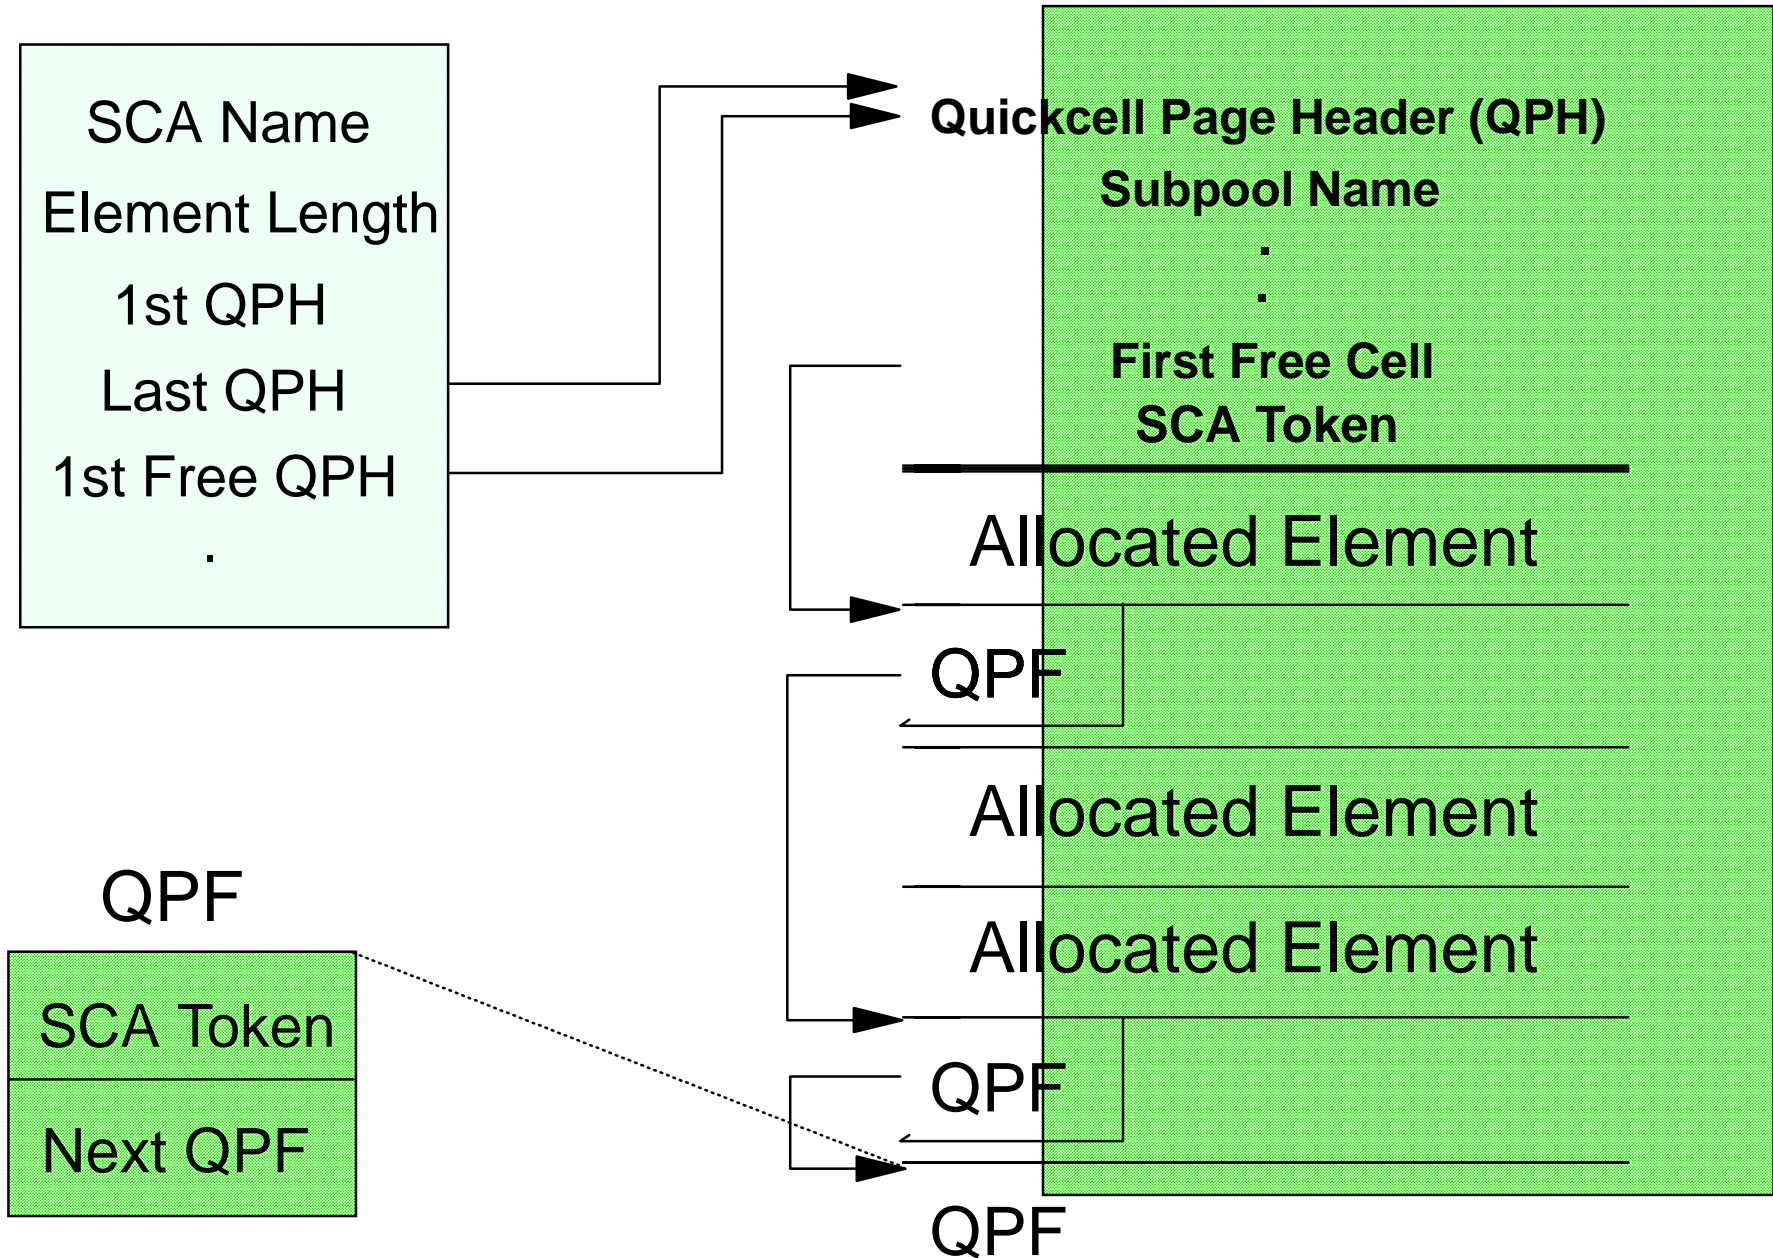 SCA Name
Element Length
1st QPH
Last QPH
1st Free QPH
.
Quickcell Page Header (QPH)
Subpool Name
.
.
First Free Cell
SCA Token
Allocated Element
QPF
Allocated Element
Allocated Element
QPF
QPF
QPF
SCA Token
Next QPF